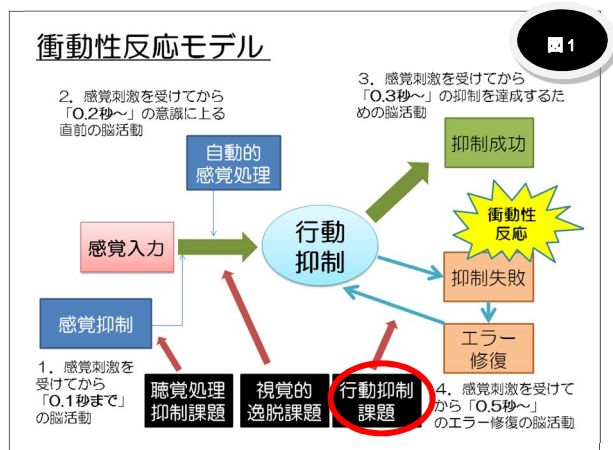 衝動性反応モデル
図1
2．感覚刺激を受けてから
「0.2秒～」の意識に上る
直前の脳活動
3．感覚刺激を受けてから
「0.3秒～」の抑制を達成するた
めの脳活動
自動的
感覚処理
抑制成功
衝動性
反応
感覚入力
行動
抑制
抑制失敗
感覚抑制
エラー
修復
1．感覚刺激を
受けてから
「0.1秒まで」
の脳活動
聴覚処理
抑制課題
視覚的
逸脱課題
行動抑制
課題
4．感覚刺激を受けて
から「0.5秒～」
のエラー修復の脳活動